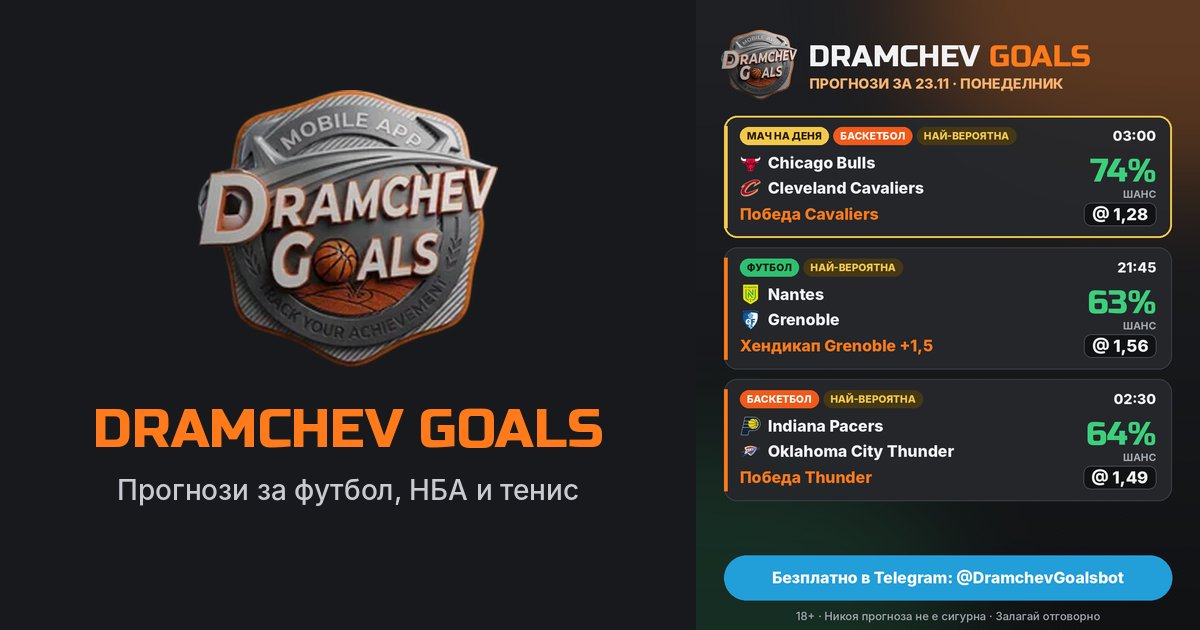 MOBILE APP
DRAMCHEV
GOALS
TRACK YOUR ACHIEVEMENT
DRAMCHEV GOALS
Прогнози за футбол, НБА и тенис
MOBILE APP
DRAMCHEV
GOALS
DRAMCHEV GOALS
ПРОГНОЗИ ЗА 23.11 · ПОНЕДЕЛНИК
МАЧ НА ДЕНЯ БАСКЕТБОЛ НАЙ-ВЕРОЯТНА 03:00
Chicago Bulls 74%
Cleveland Cavaliers ШАНС
Победа Cavaliers @ 1,28
ФУТБОЛ НАЙ-ВЕРОЯТНА 21:45
Nantes 63%
Grenoble ШАНС
Хендикап Grenoble +1,5 @ 1,56
БАСКЕТБОЛ НАЙ-ВЕРОЯТНА 02:30
Indiana Pacers 64%
Oklahoma City Thunder ШАНС
Победа Thunder @ 1,49
Безплатно в Telegram: @DramchevGoalsbot
18+ · Никоя прогноза не е сигурна · Залагай отговорно